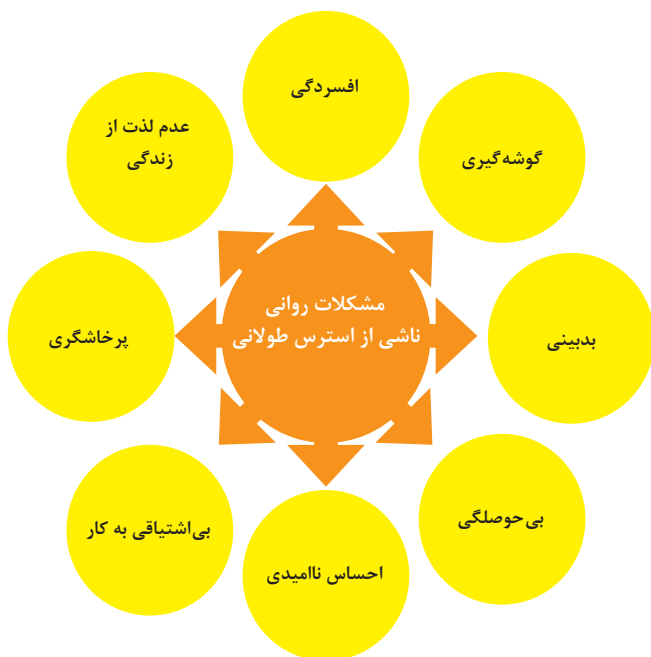 مشکلات روانی
ناشی از استرس طولانی
افسردگی
گوشه‌گیری
بدبینی
بی‌حوصلگی
احساس ناامیدی
بی‌اشتیاقی به کار
پرخاشگری
عدم لذت از
زندگی